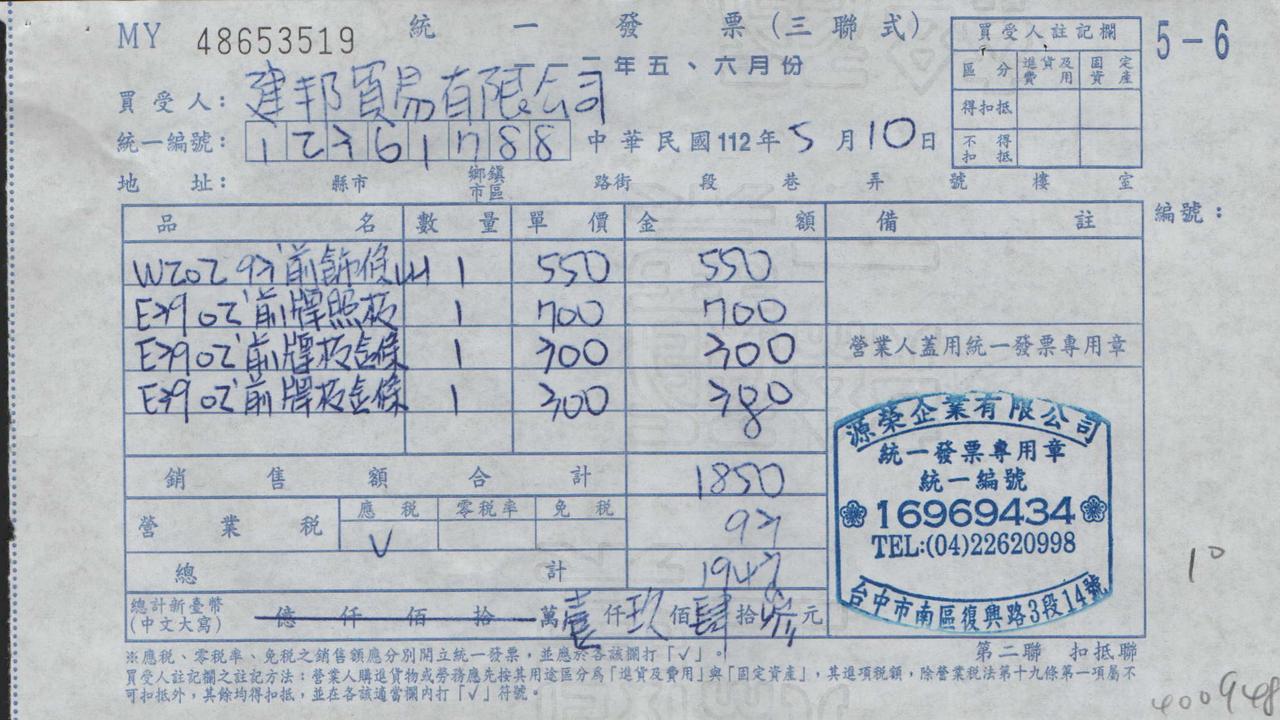 MY 48653519 統一發票(三聯式)
一一二年五、六月份
5-6
買受人註記欄
區分 進貨及費用 固定資產
得扣抵
不得扣抵
買受人: 建邦貿易有限公司
統一編號: 12361788 中華民國112年5月10日
地址: 縣市 鄉鎮市區 路街 段 巷 弄 號 樓 室
品名 數量 單價 金額 備註 編號:
W202 93'前飾條 1 550 550
E39 02'前牌照板 1 700 700
E39 02'前牌板金條 1 300 300
E39 02'前牌板金條 1 300 300
營業人蓋用統一發票專用章
源榮企業有限公司
統一發票專用章
統一編號
16969434
TEL:(04)22620998
台中市南區復興路3段14號
銷售額合計 1850
營業稅 應稅 零稅率 免稅 93
V
總計 1943
總計新臺幣(中文大寫) 億 仟 佰 拾 萬 壹 仟 玖 佰 肆 拾 參 元
10
※應稅、零稅率、免稅之銷售額應分別開立統一發票,並應於各該欄打「√」。
第二聯 扣抵聯
買受人註記欄之註記方法:營業人購進貨物或勞務應先按其用途區分為「進貨及費用」與「固定資產」,其進項稅額,除營業稅法第十九條第一項屬不
可扣抵外,其餘均得扣抵,並在各該適當欄內打「√」符號。
400948